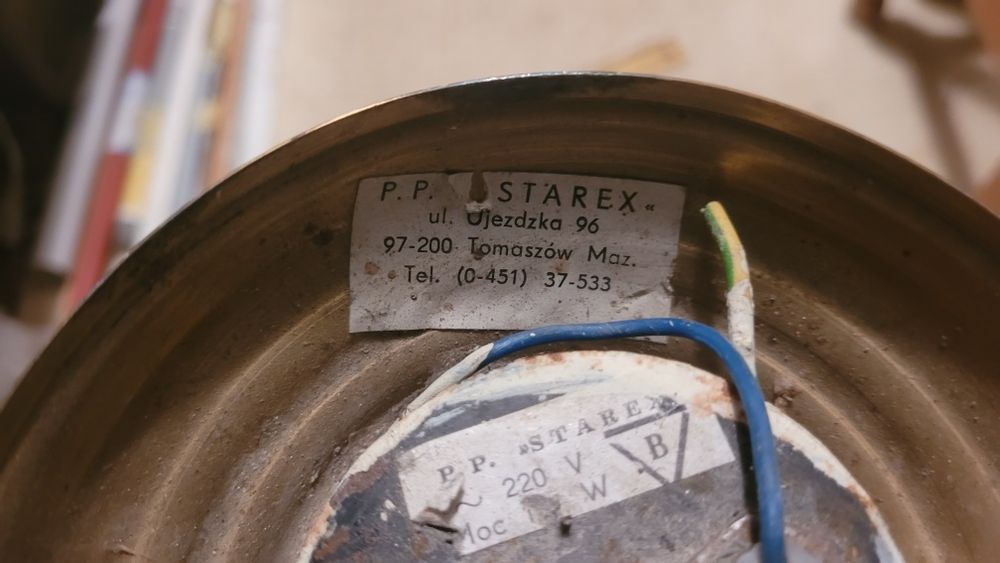 P.P. STAREX“
ul. Ujezdzka 96
97-200 Tomaszów Maz.
Tel. (0-451) 37-533
P.P. „STAREX“
~ 220 V
Moc W
B